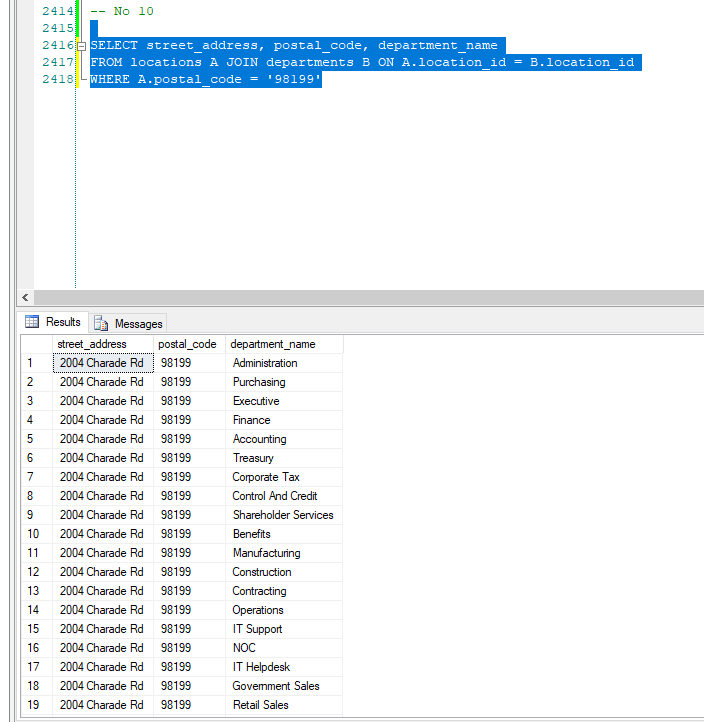 2414 -- No 10
2415
2416 SELECT street_address, postal_code, department_name
2417 FROM locations A JOIN departments B ON A.location_id = B.location_id
2418 WHERE A.postal_code = '98199'
Results Messages
street_address postal_code department_name
1 2004 Charade Rd 98199 Administration
2 2004 Charade Rd 98199 Purchasing
3 2004 Charade Rd 98199 Executive
4 2004 Charade Rd 98199 Finance
5 2004 Charade Rd 98199 Accounting
6 2004 Charade Rd 98199 Treasury
7 2004 Charade Rd 98199 Corporate Tax
8 2004 Charade Rd 98199 Control And Credit
9 2004 Charade Rd 98199 Shareholder Services
10 2004 Charade Rd 98199 Benefits
11 2004 Charade Rd 98199 Manufacturing
12 2004 Charade Rd 98199 Construction
13 2004 Charade Rd 98199 Contracting
14 2004 Charade Rd 98199 Operations
15 2004 Charade Rd 98199 IT Support
16 2004 Charade Rd 98199 NOC
17 2004 Charade Rd 98199 IT Helpdesk
18 2004 Charade Rd 98199 Government Sales
19 2004 Charade Rd 98199 Retail Sales